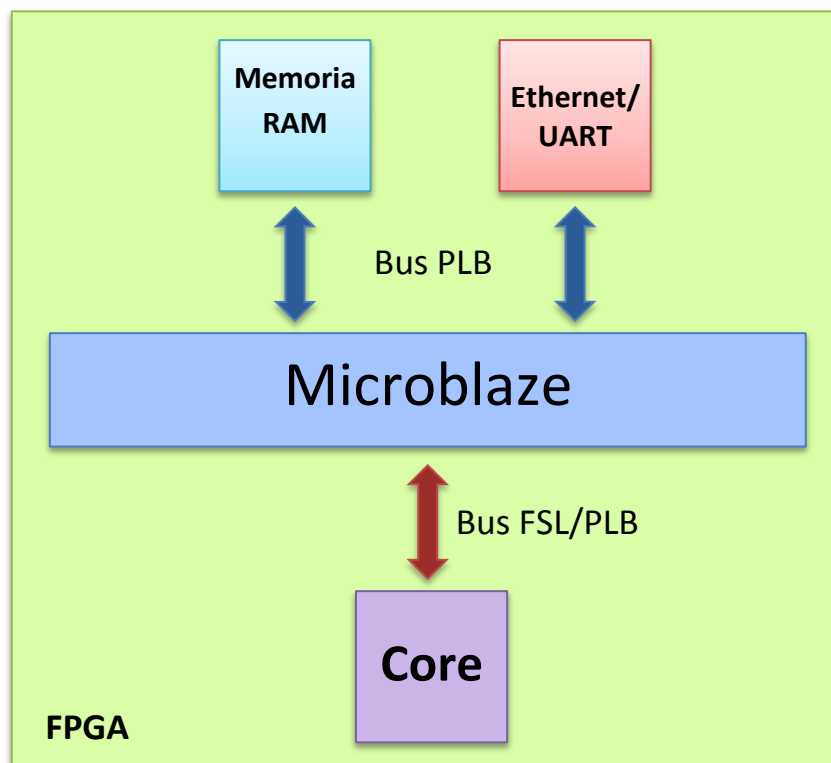 Memoria
RAM
Ethernet/
UART
Bus PLB
Microblaze
Bus FSL/PLB
Core
FPGA